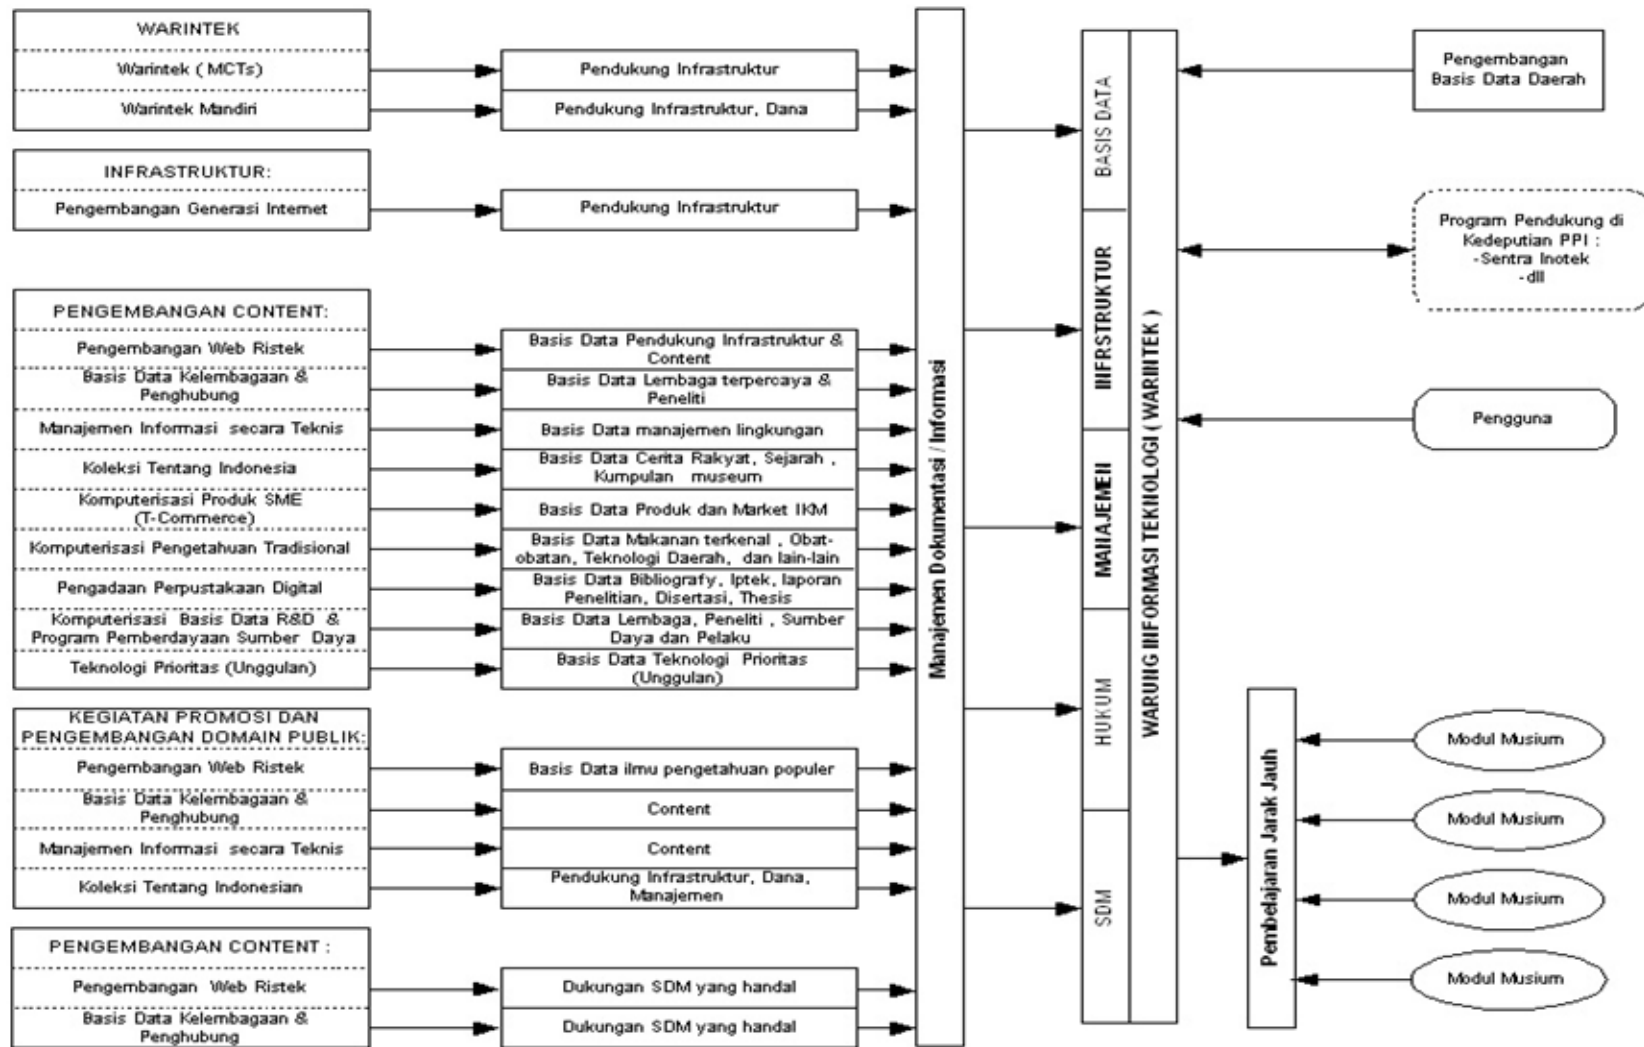 WARINTEK
Warintek ( MCTs)
Warintek Mandiri
Pendukung Infrastruktur
Pendukung Infrastruktur, Dana
INFRASTRUKTUR:
Pengembangan Generasi Internet
Pendukung Infrastruktur
PENGEMBANGAN CONTENT:
Pengembangan Web Ristek
Basis Data Kelembagaan &
Penghubung
Manajemen Informasi secara Teknis
Koleksi Tentang Indonesia
Komputerisasi Produk SME
(T-Commerce)
Komputerisasi Pengetahuan Tradisional
Pengadaan Perpustakaan Digital
Komputerisasi Basis Data R&D &
Program Pemberdayaan Sumber Daya
Teknologi Prioritas (Unggulan)
Basis Data Pendukung Infrastruktur &
Content
Basis Data Lembaga terpercaya &
Peneliti
Basis Data manajemen lingkungan
Basis Data Cerita Rakyat, Sejarah ,
Kumpulan museum
Basis Data Produk dan Market IKM
Basis Data Makanan terkenal , Obat-
obatan, Teknologi Daerah, dan lain-lain
Basis Data Bibliografy, Iptek, laporan
Penelitian, Disertasi, Thesis
Basis Data Lembaga, Peneliti , Sumber
Daya dan Pelaku
Basis Data Teknologi Prioritas
(Unggulan)
KEGIATAN PROMOSI DAN
PENGEMBANGAN DOMAIN PUBLIK:
Pengembangan Web Ristek
Basis Data Kelembagaan &
Penghubung
Manajemen Informasi secara Teknis
Koleksi Tentang Indonesian
Basis Data ilmu pengetahuan populer
Content
Content
Pendukung Infrastruktur, Dana,
Manajemen
PENGEMBANGAN CONTENT :
Pengembangan Web Ristek
Basis Data Kelembagaan &
Penghubung
Dukungan SDM yang handal
Dukungan SDM yang handal
Manajemen Dokumentasi / Informasi
BASIS DATA
INFRSTRUKTUR
MANAJEMEN
HUKUM
SDM
WARUNG INFORMASI TEKNOLOGI ( WARINTEK )
Pengembangan
Basis Data Daerah
Program Pendukung di
Kedeputian PPI :
-Sentra Inotek
-dll
Pengguna
Pembelajaran Jarak Jauh
Modul Musium
Modul Musium
Modul Musium
Modul Musium